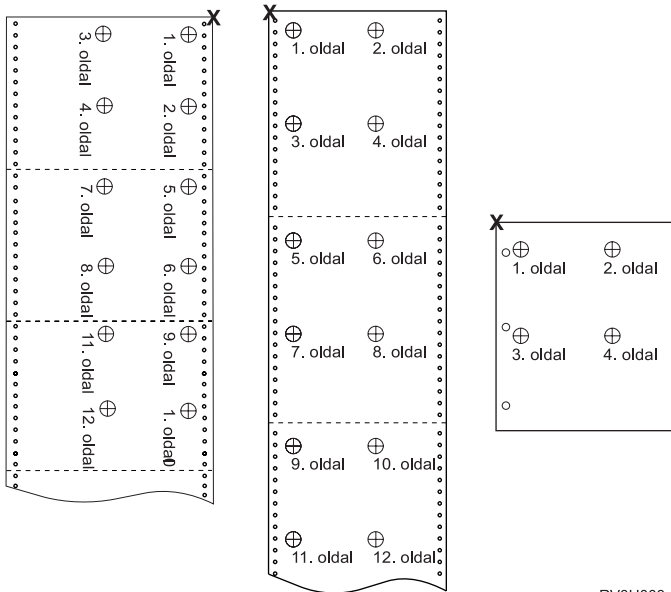 X
3. oldal
1. oldal
4. oldal
2. oldal
7. oldal
5. oldal
8. oldal
6. oldal
11. oldal
9. oldal
12. oldal
X
1. oldal 2. oldal
3. oldal 4. oldal
5. oldal 6. oldal
7. oldal 8. oldal
9. oldal 10. oldal
11. oldal 12. oldal
X
1. oldal 2. oldal
3. oldal 4. oldal